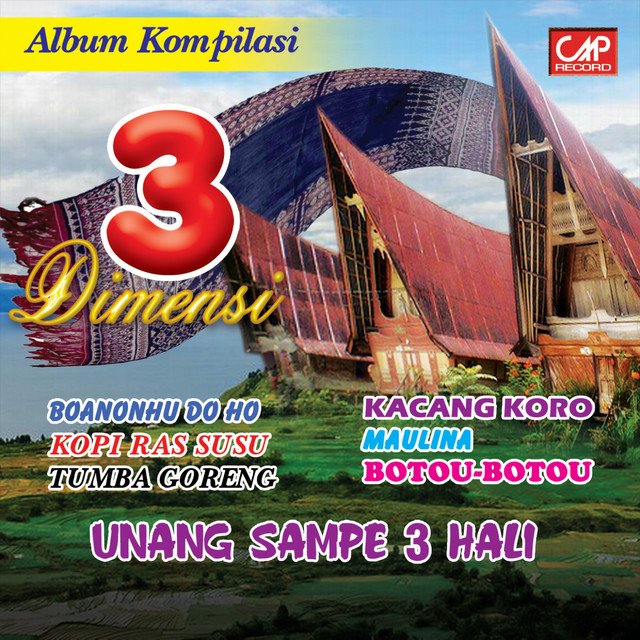 Album Kompilasi
CMP
RECORD
3
Dimensi
BOANONHU DO HO
KOPI RAS SUSU
TUMBA GORENG
KACANG KORO
MAULINA
BOTOU-BOTOU
UNANG SAMPE 3 HALI